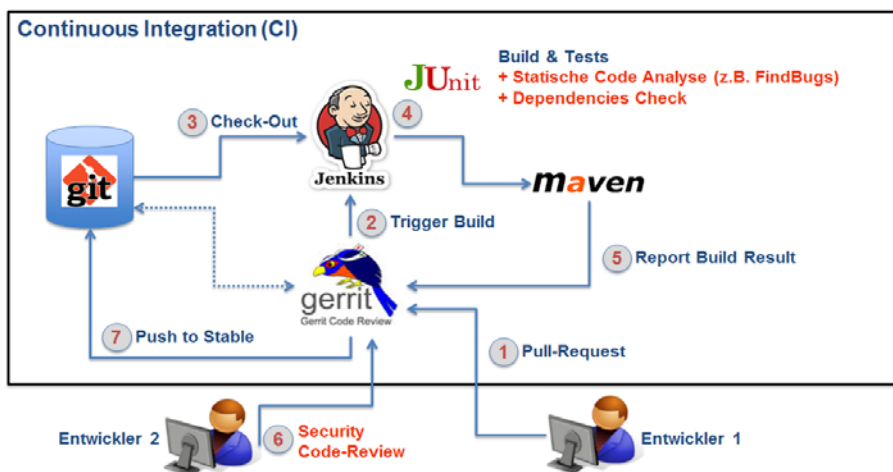 Continuous Integration (CI)
JUnit
Build & Tests
+ Statische Code Analyse (z.B. FindBugs)
+ Dependencies Check
3 Check-Out
4
git
Jenkins
maven
2 Trigger Build
5 Report Build Result
gerrit
Gerrit Code Review
7 Push to Stable
1 Pull-Request
Entwickler 2
6 Security
Code-Review
Entwickler 1